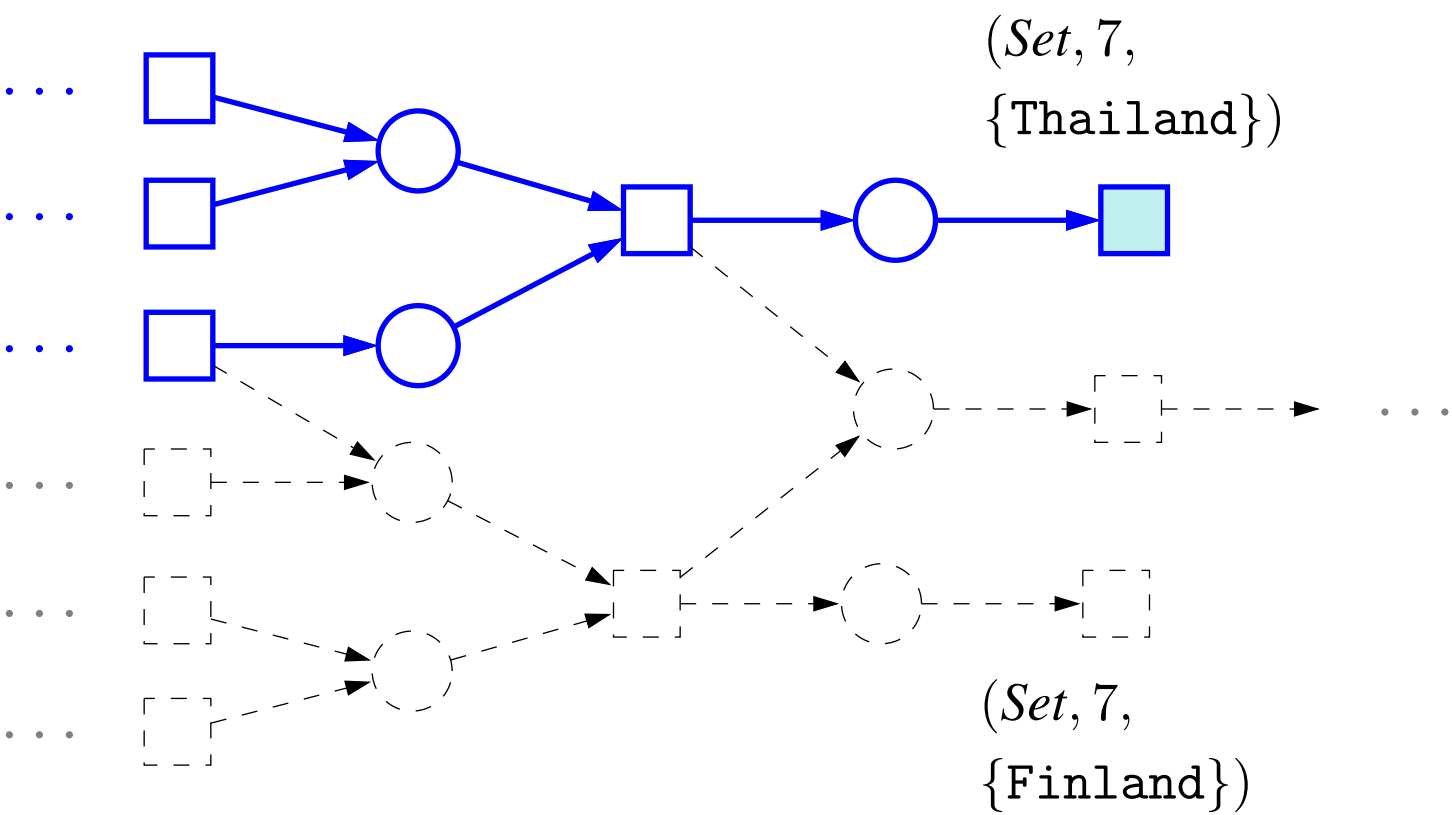 (Set, 7,
{Thailand})
(Set, 7,
{Finland})